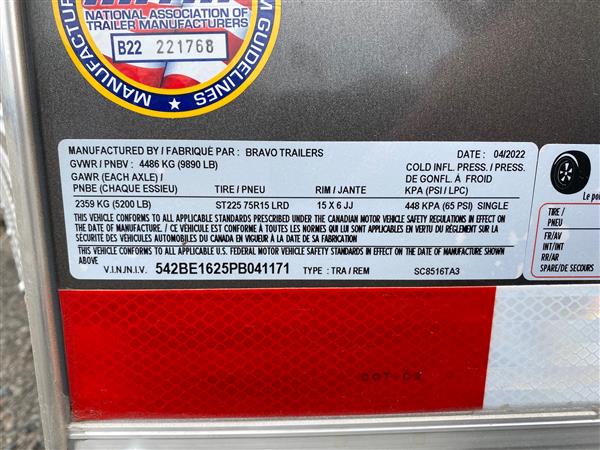 NATIONAL ASSOCIATION OF
TRAILER MANUFACTURERS
B22 221768
GUIDELINES
MANUFACTURED BY / FABRIQUÉ PAR : BRAVO TRAILERS DATE : 04/2022
GVWR / PNBV : 4486 KG (9890 LB) COLD INFL. PRESS. / PRESS.
GAWR (EACH AXLE) / DE GONFL. À FROID
PNBE (CHAQUE ESSIEU) TIRE / PNEU RIM / JANTE KPA (PSI / LPC)
2359 KG (5200 LB) ST225 75R15 LRD 15 X 6 JJ 448 KPA (65 PSI) SINGLE
THIS VEHICLE CONFORMS TO ALL APPLICABLE STANDARDS PRESCRIBED UNDER THE CANADIAN MOTOR VEHICLE SAFETY REGULATIONS IN EFFECT ON
THE DATE OF MANUFACTURE. / CE VÉHICULE EST CONFORME À TOUTES LES NORMES QUI LUI SONT APPLICABLES EN VERTU DU RÈGLEMENT SUR LA
SÉCURITÉ DES VÉHICULES AUTOMOBILES DU CANADA EN VIGUEUR À LA DATE DE SA FABRICATION
THIS VEHICLE CONFORMS TO ALL APPLICABLE U.S. FEDERAL MOTOR VEHICLE SAFETY STANDARDS IN EFFECT ON THE DATE OF MANUFACTURE SHOWN
ABOVE
V.I.N./N.I.V. 542BE1625PB041171 TYPE : TRA / REM SC8516TA3
Le po
TIRE /
PNEU
FR/AV
INT/INT
RR/AR
SPARE/DE SECOURS
DOT-C2